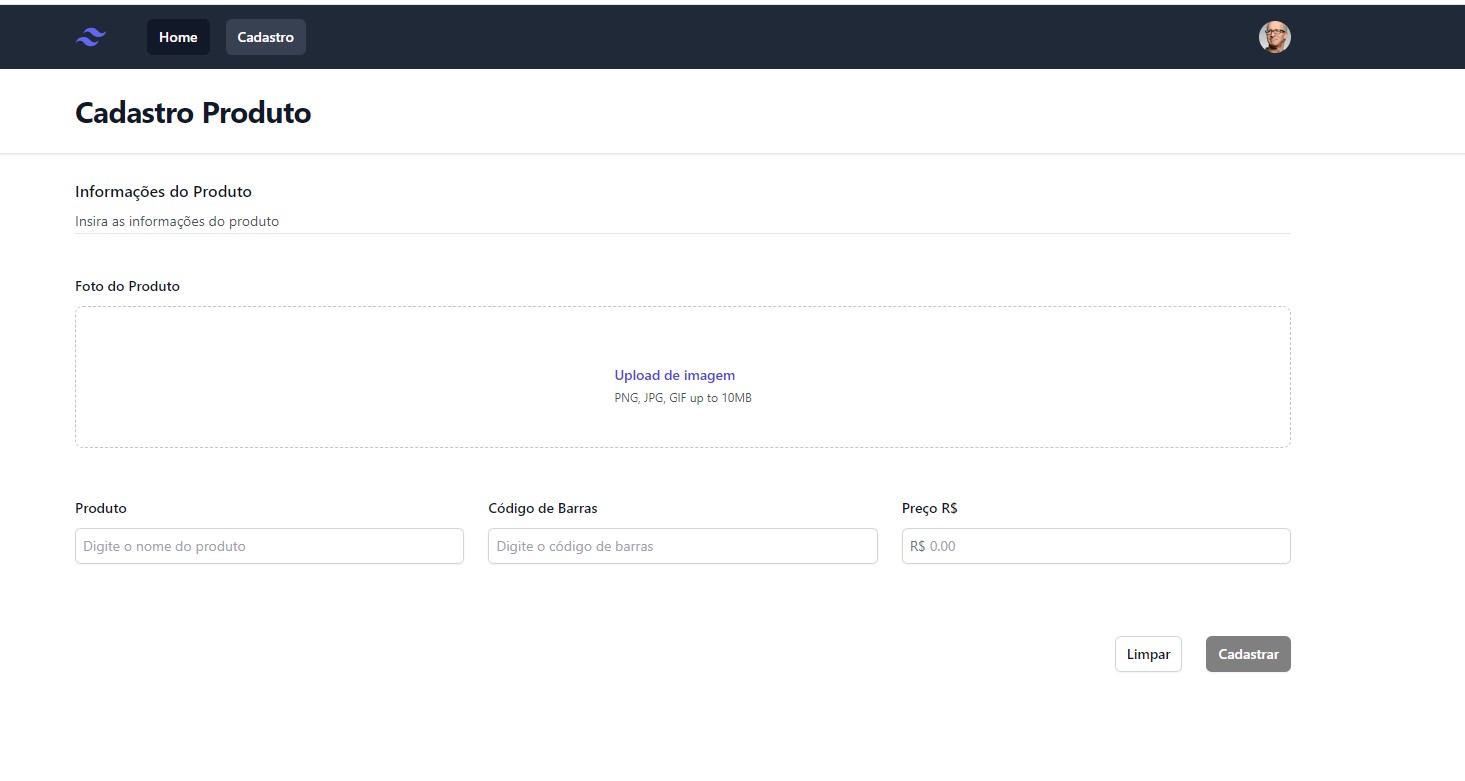 Home Cadastro
Cadastro Produto
Informações do Produto
Insira as informações do produto
Foto do Produto
Upload de imagem
PNG, JPG, GIF up to 10MB
Produto Código de Barras Preço R$
Digite o nome do produto Digite o código de barras R$ 0.00
Limpar Cadastrar